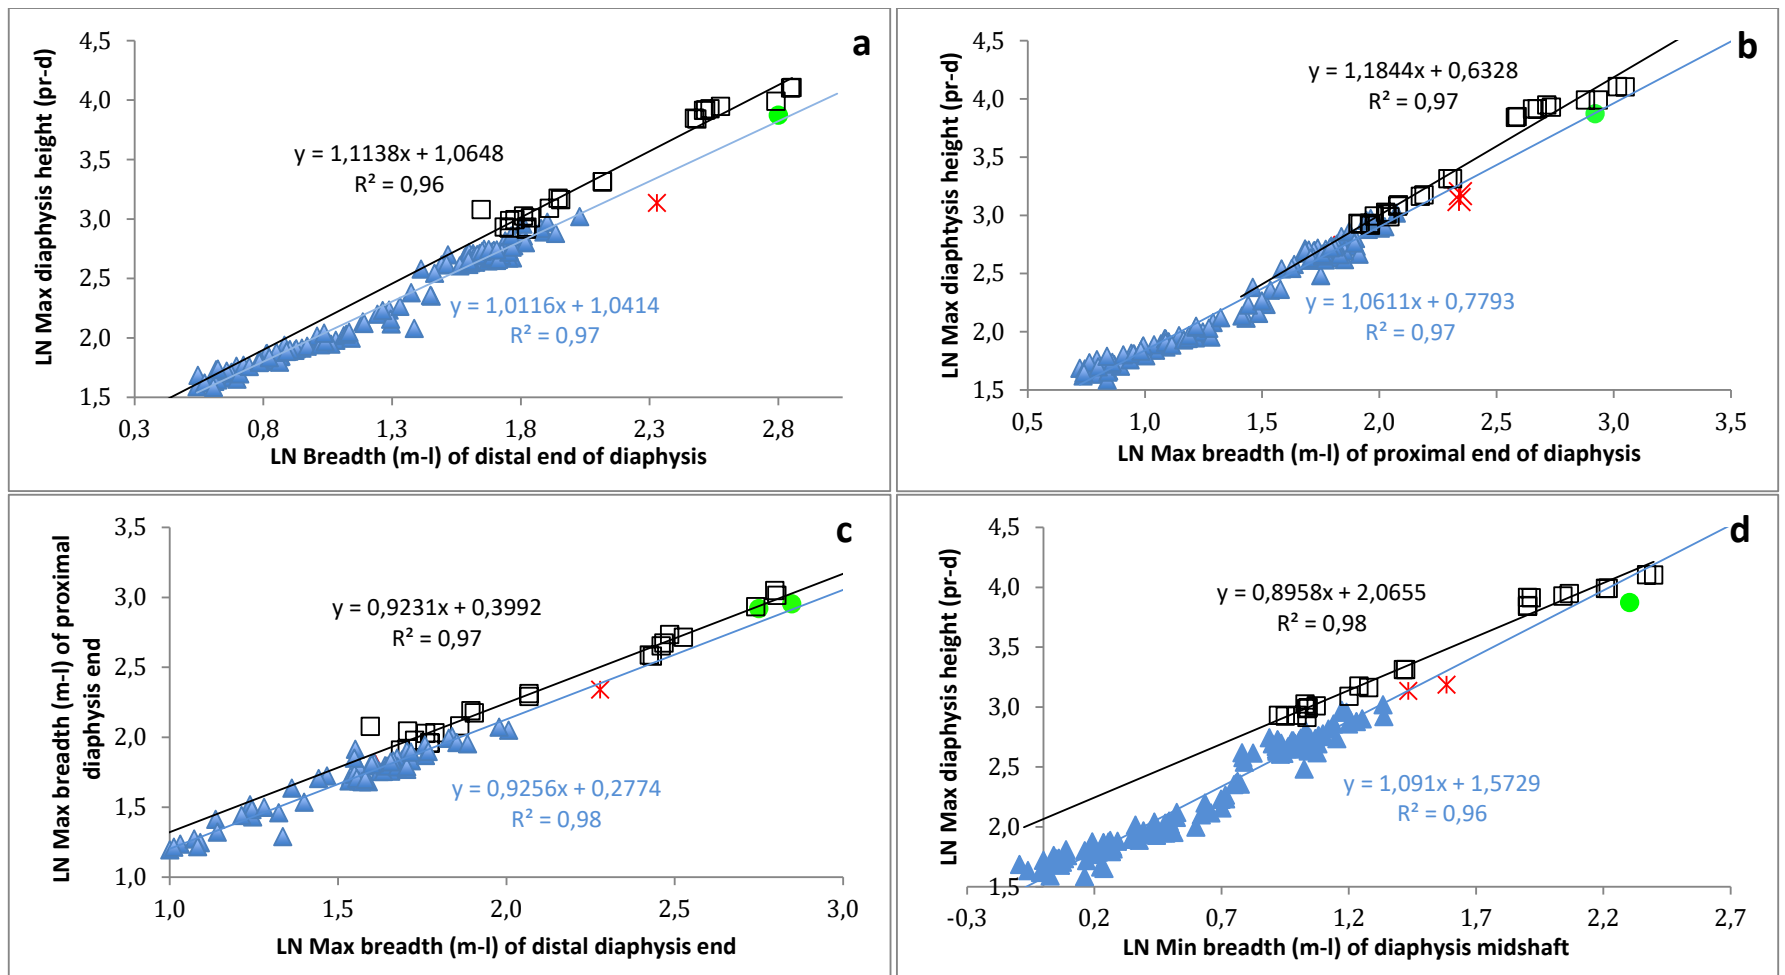 a
LN Max diaphysis height (pr-d)
4,5
4,0
3,5
3,0
2,5
2,0
1,5
y = 1,1138x + 1,0648
R² = 0,96
y = 1,0116x + 1,0414
R² = 0,97
0,3 0,8 1,3 1,8 2,3 2,8
LN Breadth (m-l) of distal end of diaphysis
b
LN Max diaphtysis height (pr-d)
4,5
4,0
3,5
3,0
2,5
2,0
1,5
y = 1,1844x + 0,6328
R² = 0,97
y = 1,0611x + 0,7793
R² = 0,97
0,5 1,0 1,5 2,0 2,5 3,0 3,5
LN Max breadth (m-l) of proximal end of diaphysis
c
LN Max breadth (m-l) of proximal
diaphysis end
3,5
3,0
2,5
2,0
1,5
1,0
y = 0,9231x + 0,3992
R² = 0,97
y = 0,9256x + 0,2774
R² = 0,98
1,0 1,5 2,0 2,5 3,0
LN Max breadth (m-l) of distal diaphysis end
d
LN Max diaphysis height (pr-d)
4,5
4,0
3,5
3,0
2,5
2,0
1,5
y = 0,8958x + 2,0655
R² = 0,98
y = 1,091x + 1,5729
R² = 0,96
-0,3 0,2 0,7 1,2 1,7 2,2 2,7
LN Min breadth (m-l) of diaphysis midshaft